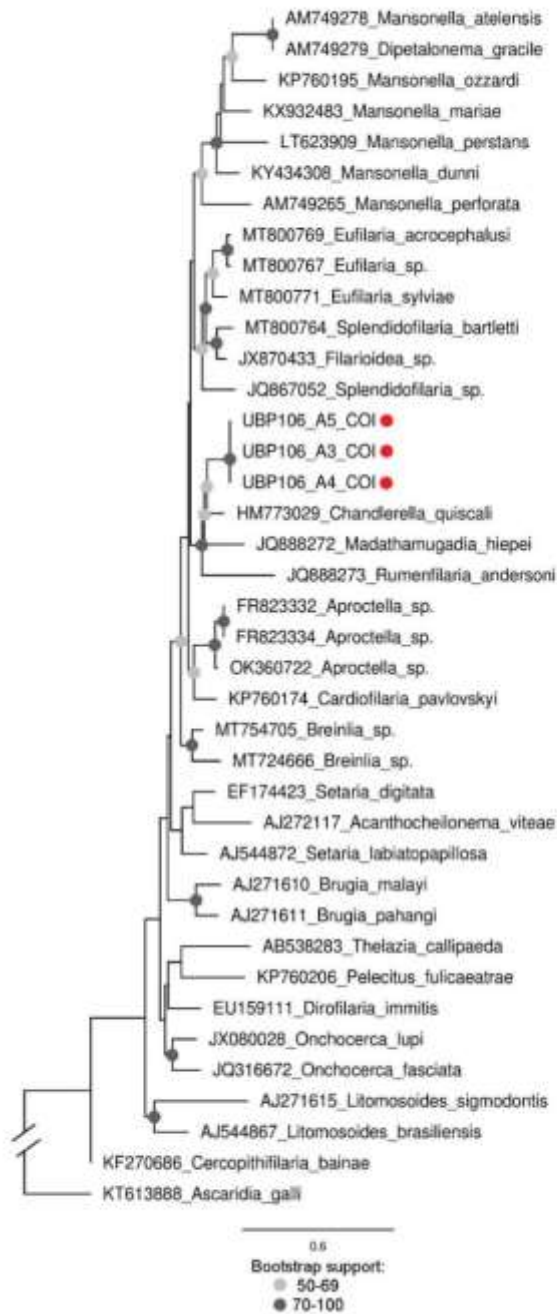 AM749278_Mansonella_atelensis
AM749279_Dipetalonema_gracile
KP760195_Mansonella_ozzardi
KX932483_Mansonella_mariae
LT623909_Mansonella_perstans
KY434308_Mansonella_dunni
AM749265_Mansonella_perforata
MT800769_Eufilaria_acrocephalusi
MT800767_Eufilaria_sp.
MT800771_Eufilaria_sylviae
MT800764_Splendidofilaria_bartletti
JX870433_Filarioidea_sp.
JQ867052_Splendidofilaria_sp.
UBP106_A5_COI
UBP106_A3_COI
UBP106_A4_COI
HM773029_Chandlerella_quiscali
JQ888272_Madathamugadia_hiepei
JQ888273_Rumenfilaria_andersoni
FR823332_Aproctella_sp.
FR823334_Aproctella_sp.
OK360722_Aproctella_sp.
KP760174_Cardiofilaria_pavlovskyi
MT754705_Breinlia_sp.
MT724666_Breinlia_sp.
EF174423_Setaria_digitata
AJ272117_Acanthocheilonema_viteae
AJ544872_Setaria_labiatopapillosa
AJ271610_Brugia_malayi
AJ271611_Brugia_pahangi
AB538283_Thelazia_callipaeda
KP760206_Pelecitus_fulicaeatrae
EU159111_Dirofilaria_immitis
JX080028_Onchocerca_lupi
JQ316672_Onchocerca_fasciata
AJ271615_Litomosoides_sigmodontis
AJ544867_Litomosoides_brasiliensis
KF270686_Cercopithifilaria_bainae
KT613888_Ascaridia_galli
0.6
Bootstrap support:
50-69
70-100